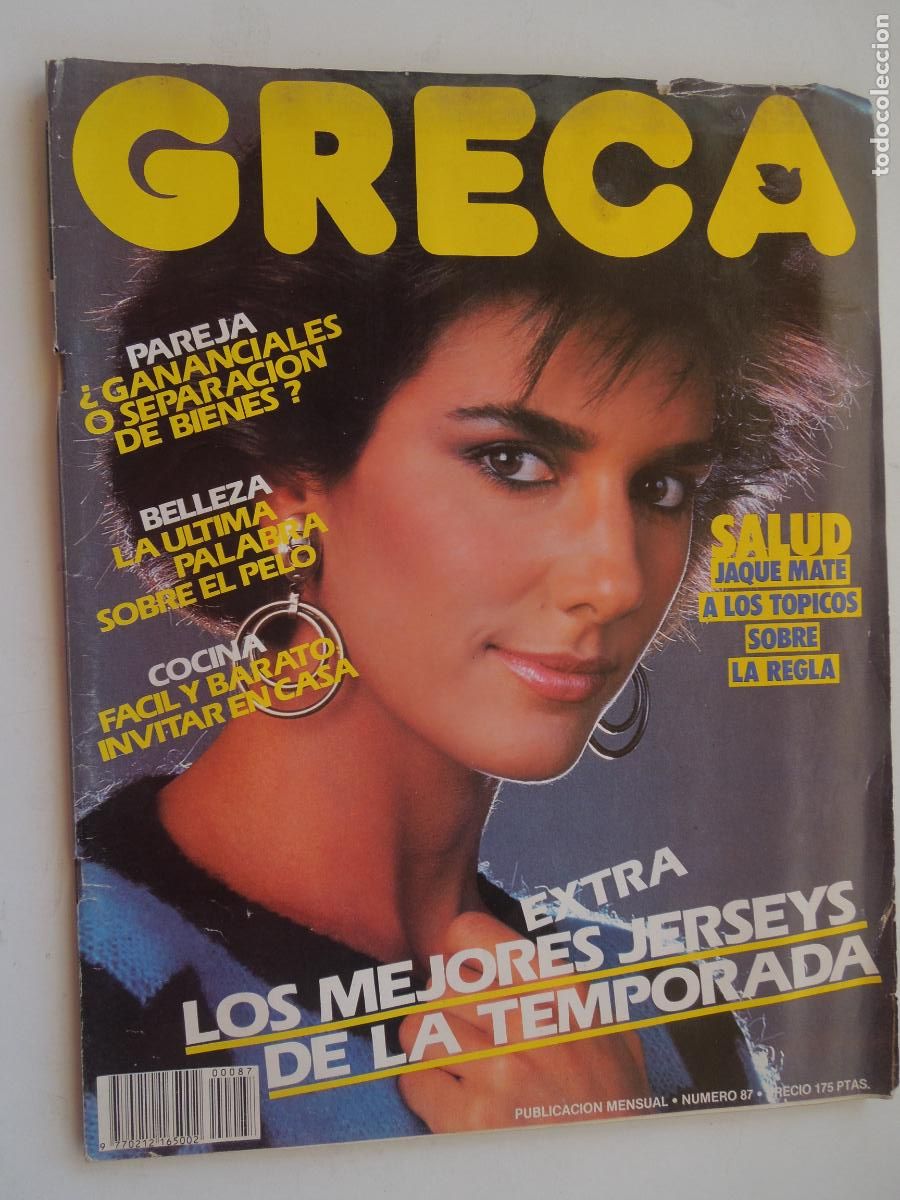 GRECA
PAREJA
¿GANANCIALES
O SEPARACION
DE BIENES?
BELLEZA
LA ULTIMA
PALABRA
SOBRE EL PELO
COCINA
FACIL Y BARATO
INVITAR EN CASA
SALUD
JAQUE MATE
A LOS TOPICOS
SOBRE
LA REGLA
EXTRA
LOS MEJORES JERSEYS
DE LA TEMPORADA
PUBLICACION MENSUAL • NUMERO 87 • PRECIO 175 PTAS.
00087
9 770212 165002
todocoleccion